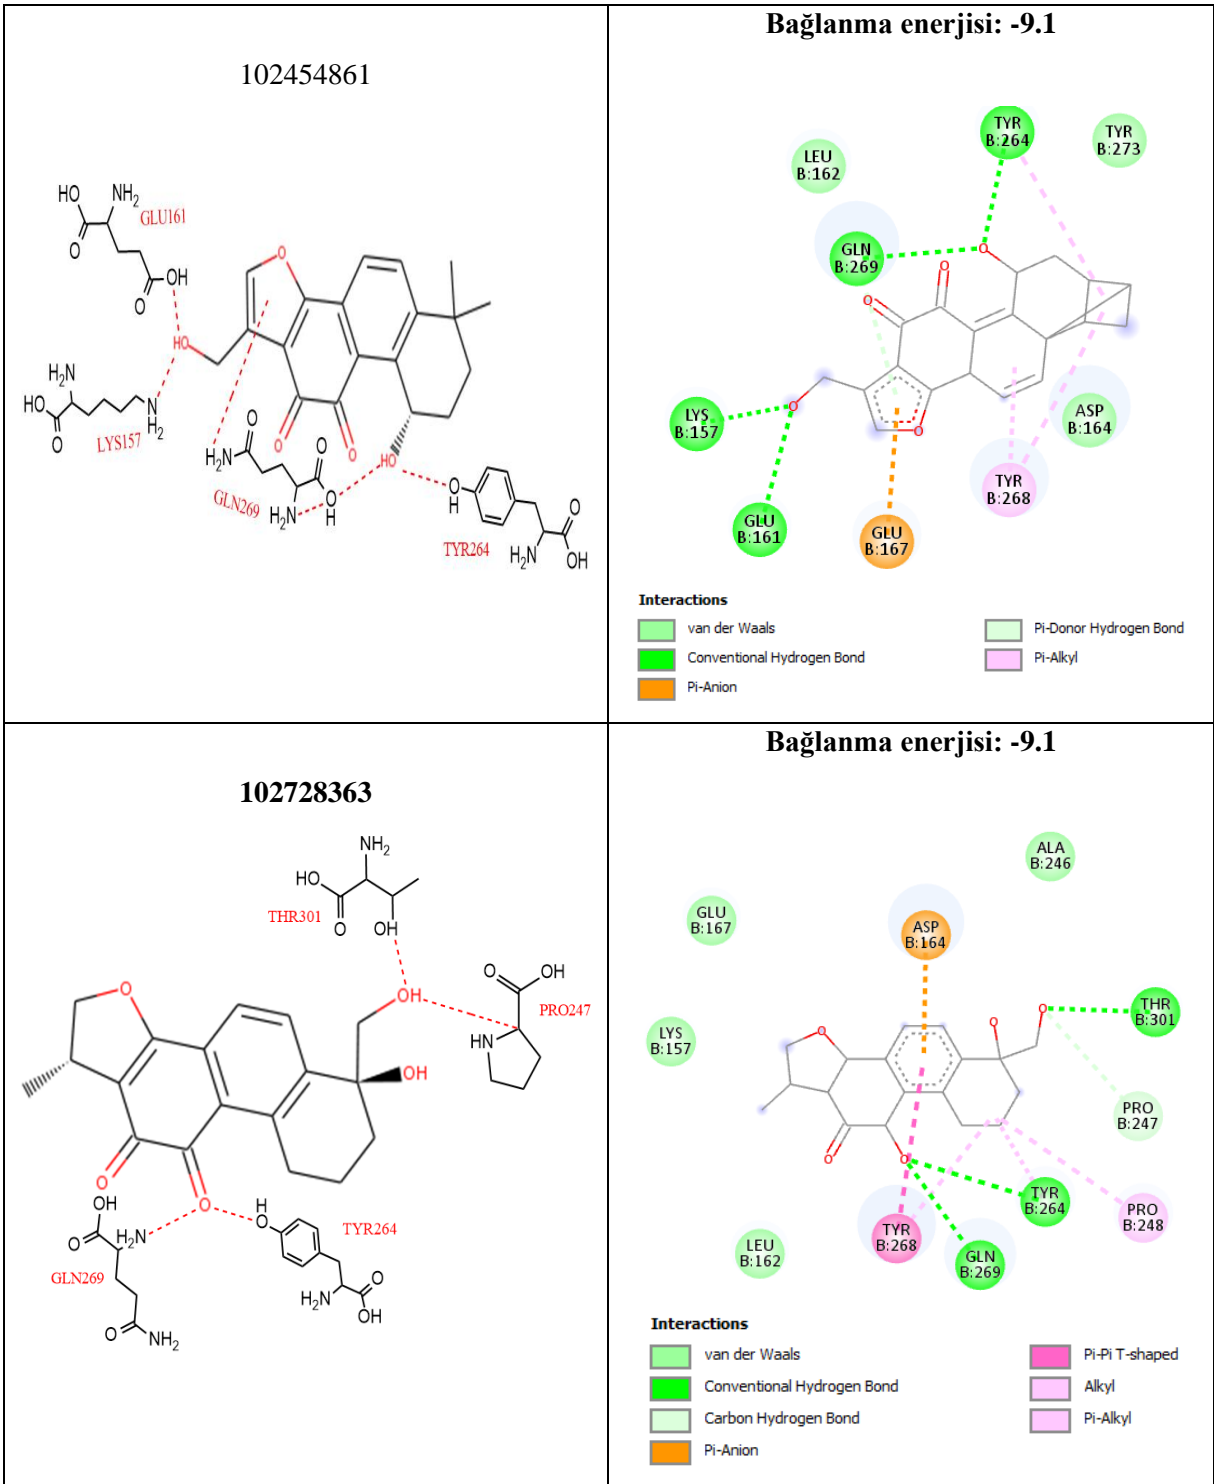 102454861
HO
NH2
GLU161
O
OH
O
O
HO
H2N
HO
O
N
H2
LYS157
H2N
O
GLN269
O
O
O
OH
H2N
HO
O
H
TYR264
O
H2N
OH
Bağlanma enerjisi: -9.1
TYR
B:264
TYR
B:273
LEU
B:162
GLN
B:269
O
O
O
LYS
B:157
O
O
ASP
B:164
TYR
B:268
GLU
B:161
GLU
B:167
Interactions
van der Waals
Conventional Hydrogen Bond
Pi-Anion
Pi-Donor Hydrogen Bond
Pi-Alkyl
102728363
NH2
HO
THR301
O
OH
O
OH
O
OH
PRO247
HN
OH
O
O
OH
O
H2N
GLN269
O
NH2
O
H
TYR264
H2N
O
OH
Bağlanma enerjisi: -9.1
ALA
B:246
GLU
B:167
ASP
B:164
THR
B:301
LYS
B:157
O
O
O
PRO
B:247
O
O
TYR
B:264
PRO
B:248
TYR
B:268
LEU
B:162
GLN
B:269
Interactions
van der Waals
Conventional Hydrogen Bond
Carbon Hydrogen Bond
Pi-Anion
Pi-Pi T-shaped
Alkyl
Pi-Alkyl